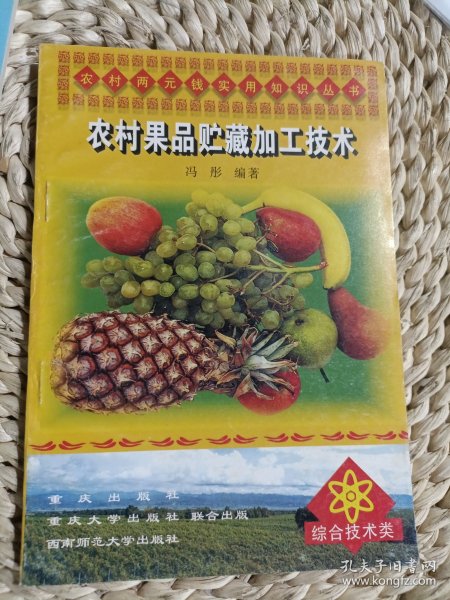 农村两元钱实用知识丛书
农村果品贮藏加工技术
冯彤 编著
重庆出版社
重庆大学出版社 联合出版
西南师范大学出版社
综合技术类
孔夫子旧书网
www.kongfz.com